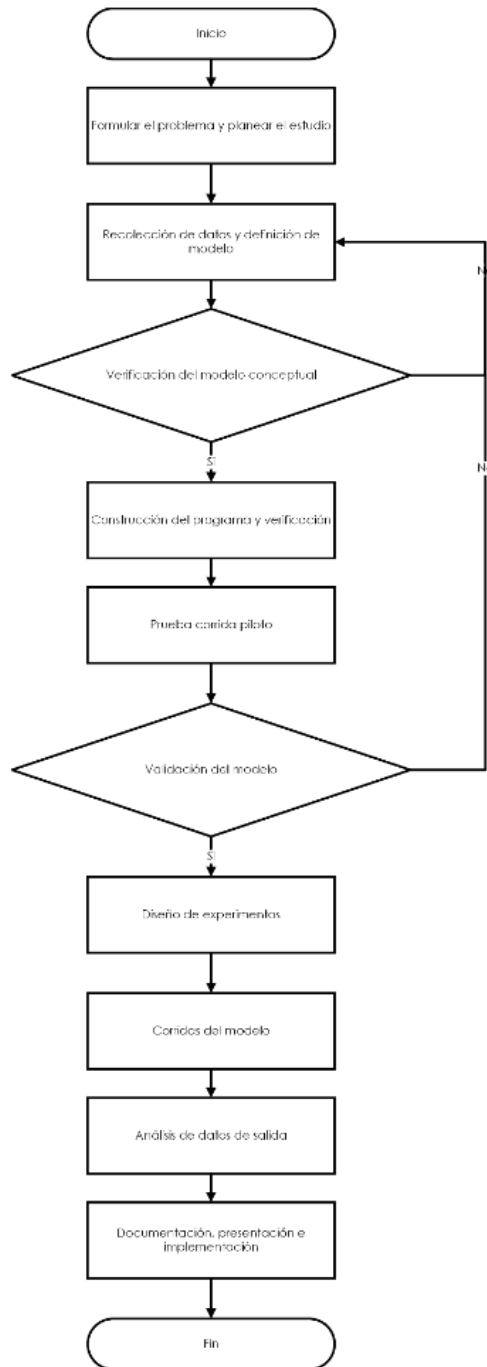 Inicio
Formular el problema y planear el estudio
Recolección de datos y definición de
modelo
No
Verificación del modelo conceptual
Si
No
Construcción del programa y verificación
Prueba corrida piloto
Validación del modelo
Si
Diseño de experimentos
Corridas del modelo
Análisis de datos de salida
Documentación, presentación e
implementación
Fin